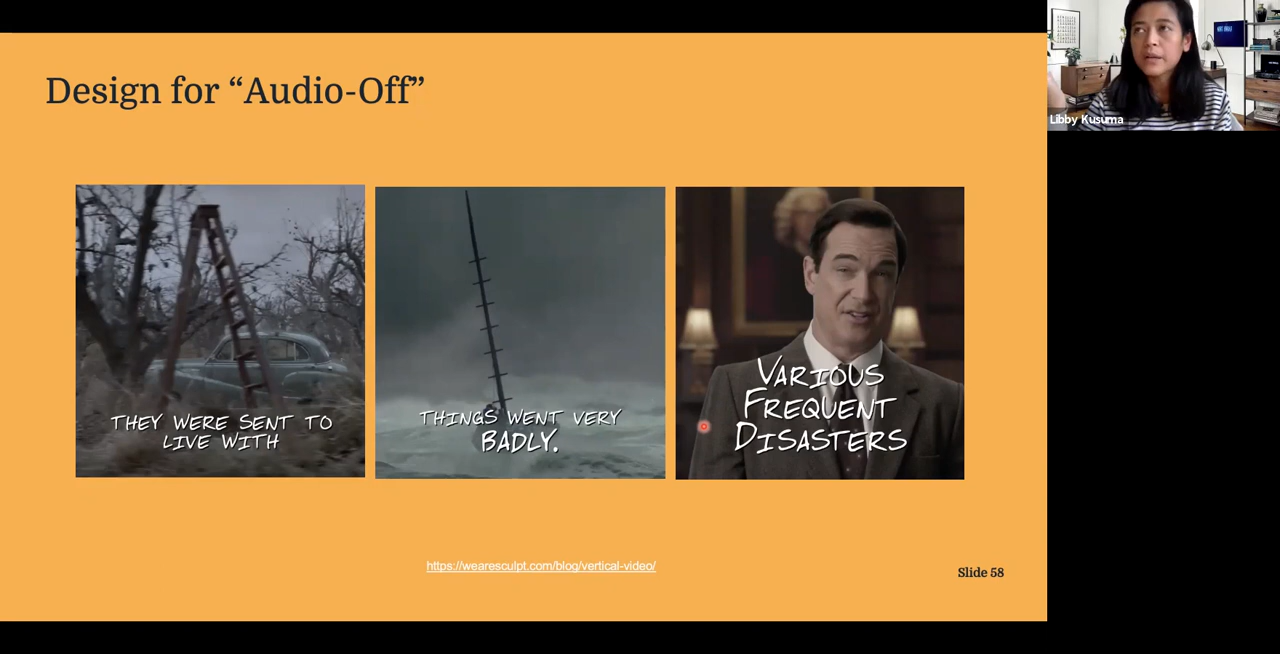 Design for “Audio-Off”
THEY WERE SENT TO
LIVE WITH
THINGS WENT VERY
BADLY.
VARIOUS
FREQUENT
DISASTERS
https://wearesculpt.com/blog/vertical-video/
Slide 58
Libby Kusuma